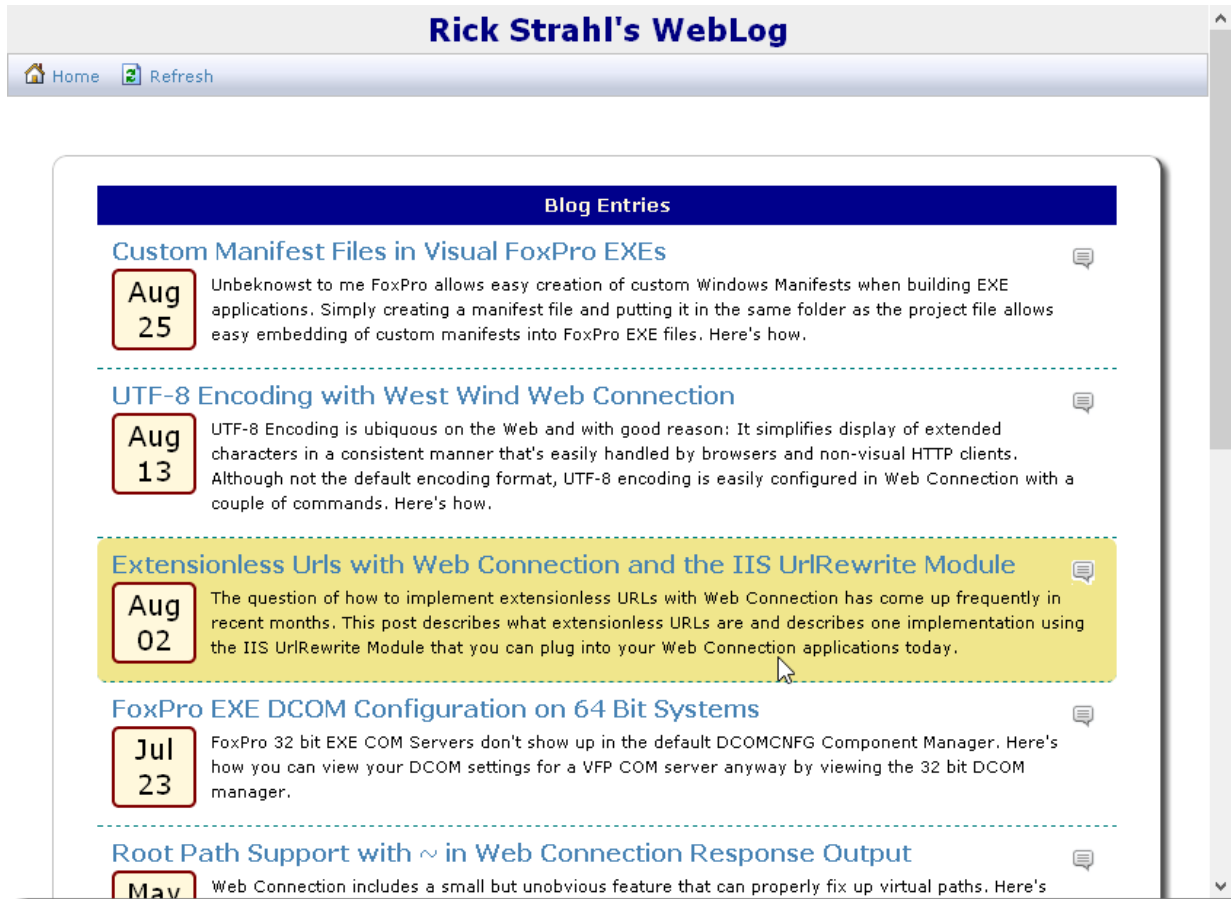 Rick Strahl's WebLog
Home Refresh
Blog Entries
Custom Manifest Files in Visual FoxPro EXEs
Aug
25
Unbeknowst to me FoxPro allows easy creation of custom Windows Manifests when building EXE
applications. Simply creating a manifest file and putting it in the same folder as the project file allows
easy embedding of custom manifests into FoxPro EXE files. Here's how.
UTF-8 Encoding with West Wind Web Connection
Aug
13
UTF-8 Encoding is ubiquous on the Web and with good reason: It simplifies display of extended
characters in a consistent manner that's easily handled by browsers and non-visual HTTP clients.
Although not the default encoding format, UTF-8 encoding is easily configured in Web Connection with a
couple of commands. Here's how.
Extensionless Urls with Web Connection and the IIS UrlRewrite Module
Aug
02
The question of how to implement extensionless URLs with Web Connection has come up frequently in
recent months. This post describes what extensionless URLs are and describes one implementation using
the IIS UrlRewrite Module that you can plug into your Web Connection applications today.
FoxPro EXE DCOM Configuration on 64 Bit Systems
Jul
23
FoxPro 32 bit EXE COM Servers don't show up in the default DCOMCNFG Component Manager. Here's
how you can view your DCOM settings for a VFP COM server anyway by viewing the 32 bit DCOM
manager.
Root Path Support with ~ in Web Connection Response Output
May
Web Connection includes a small but unobvious feature that can properly fix up virtual paths. Here's